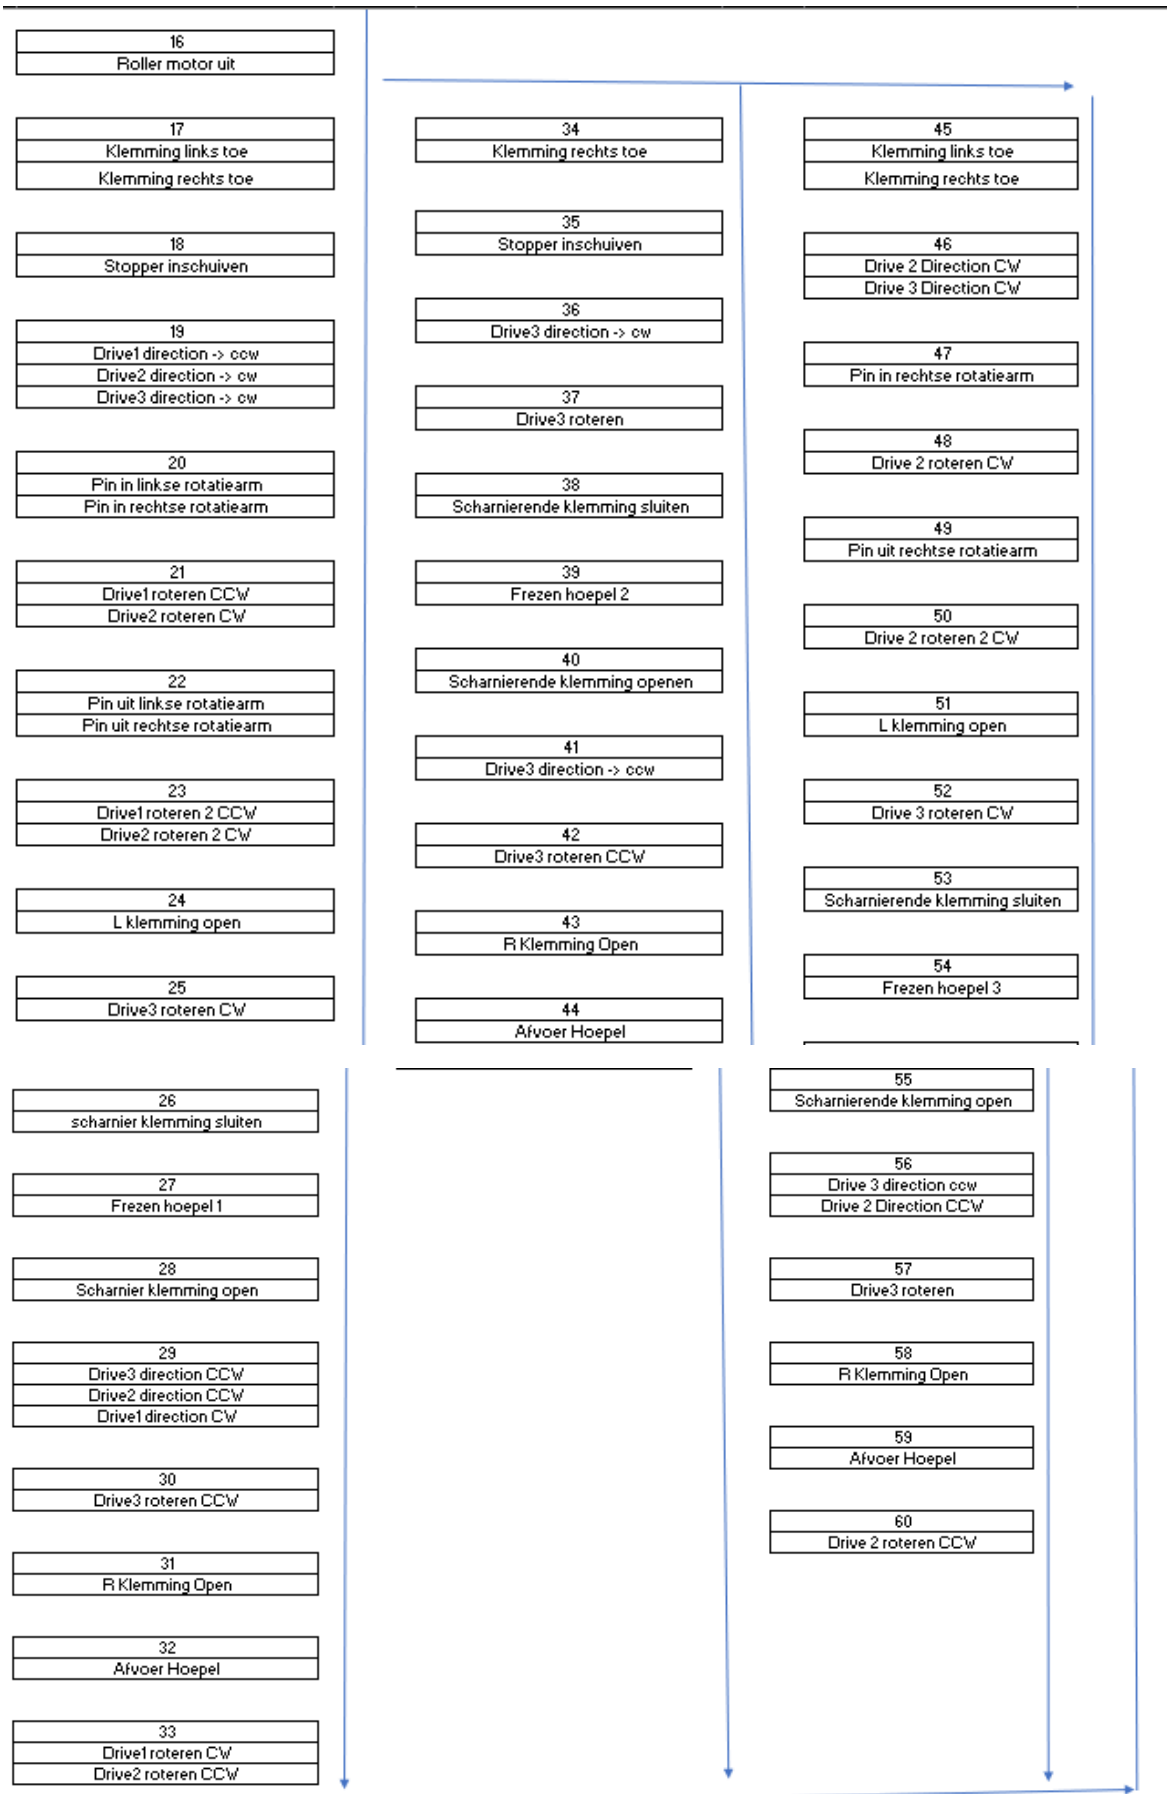 16
Roller motor uit
17
Klemming links toe
Klemming rechts toe
18
Stopper inschuiven
19
Drive1 direction -> ccw
Drive2 direction -> cw
Drive3 direction -> cw
20
Pin in linkse rotatiearm
Pin in rechtse rotatiearm
21
Drive1 roteren CCW
Drive2 roteren CW
22
Pin uit linkse rotatiearm
Pin uit rechtse rotatiearm
23
Drive1 roteren 2 CCW
Drive2 roteren 2 CW
24
L klemming open
25
Drive3 roteren CW
26
scharnier klemming sluiten
27
Frezen hoepel 1
28
Scharnier klemming open
29
Drive3 direction CCW
Drive2 direction CCW
Drive1 direction CW
30
Drive3 roteren CCW
31
R Klemming Open
32
Afvoer Hoepel
33
Drive1 roteren CW
Drive2 roteren CCW
34
Klemming rechts toe
35
Stopper inschuiven
36
Drive3 direction -> cw
37
Drive3 roteren
38
Scharnierende klemming sluiten
39
Frezen hoepel 2
40
Scharnierende klemming openen
41
Drive3 direction -> ccw
42
Drive3 roteren CCW
43
R Klemming Open
44
Afvoer Hoepel
45
Klemming links toe
Klemming rechts toe
46
Drive 2 Direction CW
Drive 3 Direction CW
47
Pin in rechtse rotatiearm
48
Drive 2 roteren CW
49
Pin uit rechtse rotatiearm
50
Drive 2 roteren 2 CW
51
L klemming open
52
Drive 3 roteren CW
53
Scharnierende klemming sluiten
54
Frezen hoepel 3
55
Scharnierende klemming open
56
Drive 3 direction ccw
Drive 2 Direction CCW
57
Drive3 roteren
58
R Klemming Open
59
Afvoer Hoepel
60
Drive 2 roteren CCW